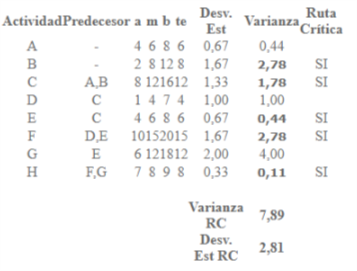 Actividad Predecesor a m b te Desv. Est Varianza Ruta Crítica
A - 4 6 8 6 0,67 0,44
B - 2 8 12 8 1,67 2,78 SI
C A,B 8 12 16 12 1,33 1,78 SI
D C 1 4 7 4 1,00 1,00
E C 4 6 8 6 0,67 0,44 SI
F D,E 10 15 20 15 1,67 2,78 SI
G E 6 12 18 12 2,00 4,00
H F,G 7 8 9 8 0,33 0,11 SI
Varianza RC 7,89
Desv. Est RC 2,81